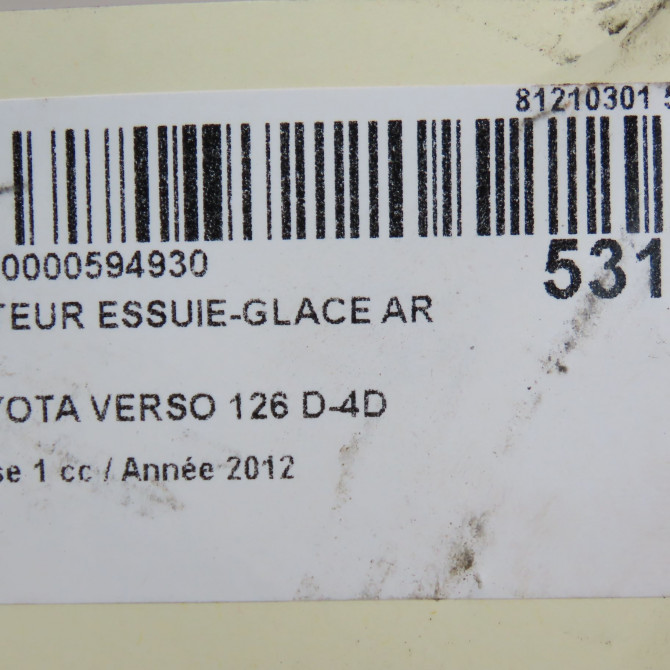 81210301 5
0000594930
531
TEUR ESSUIE-GLACE AR
YOTA VERSO 126 D-4D
se 1 cc / Année 2012